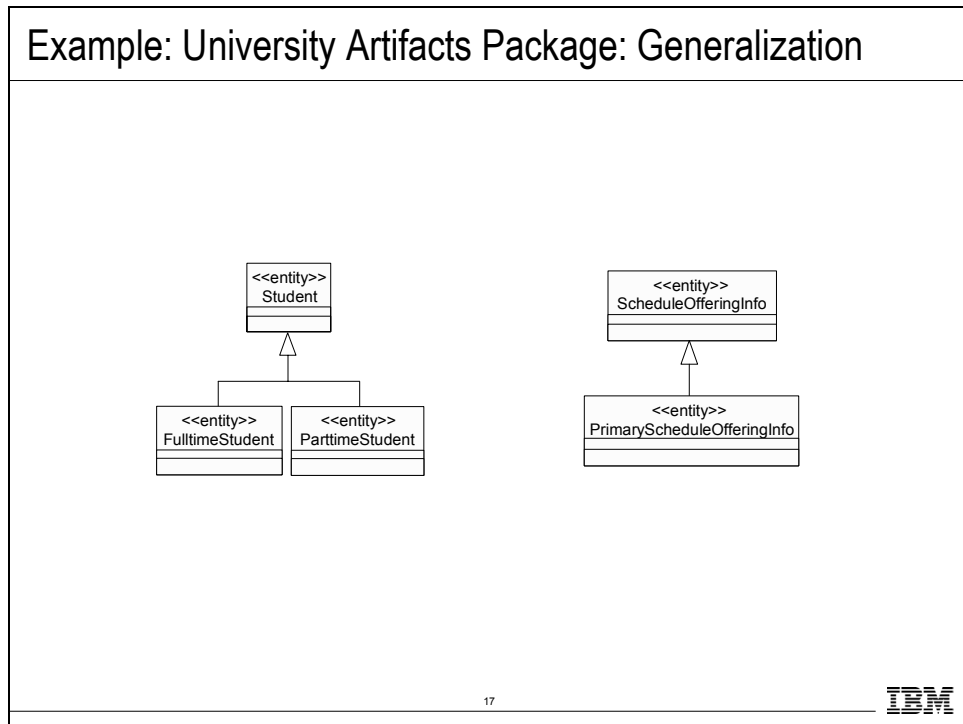 Example: University Artifacts Package: Generalization
<<entity>>
Student
<<entity>>
FulltimeStudent
<<entity>>
ParttimeStudent
<<entity>>
ScheduleOfferingInfo
<<entity>>
PrimaryScheduleOfferingInfo
17
IBM